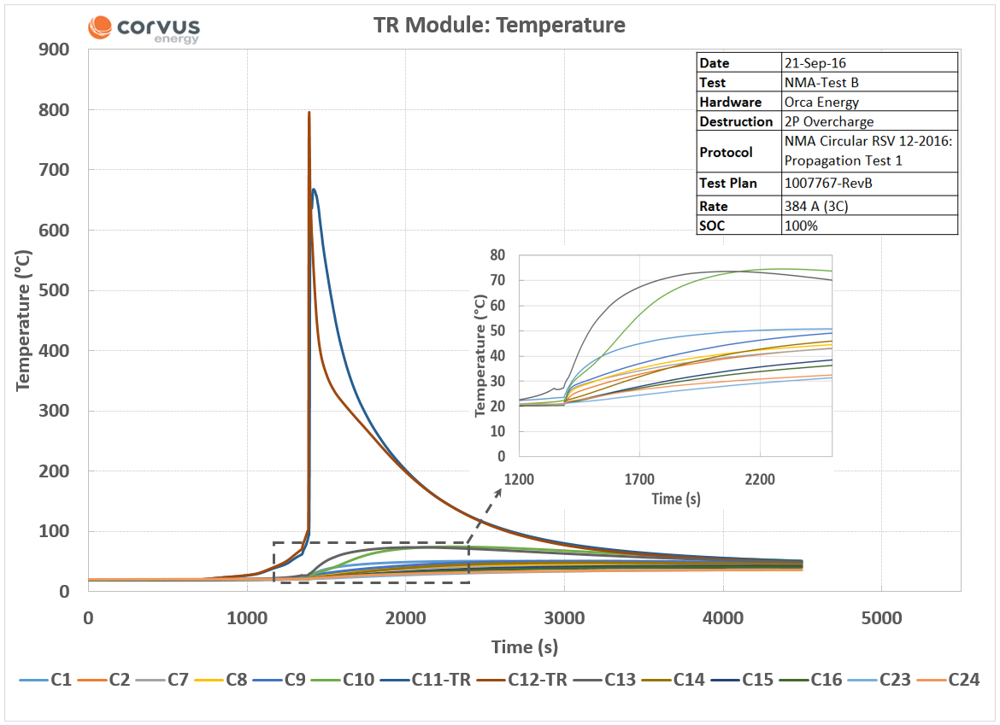 corvus
energy
TR Module: Temperature
Date 21-Sep-16
Test NMA-Test B
Hardware Orca Energy
Destruction 2P Overcharge
Protocol NMA Circular RSV 12-2016:
Propagation Test 1
Test Plan 1007767-RevB
Rate 384 A (3C)
SOC 100%
Temperature (°C)
900
800
700
600
500
400
300
200
100
0
0 1000 2000 3000 4000 5000
Time (s)
Temperature (°C)
80
70
60
50
40
30
20
10
0
1200 1700 2200
Time (s)
C1 C2 C7 C8 C9 C10 C11-TR C12-TR C13 C14 C15 C16 C23 C24